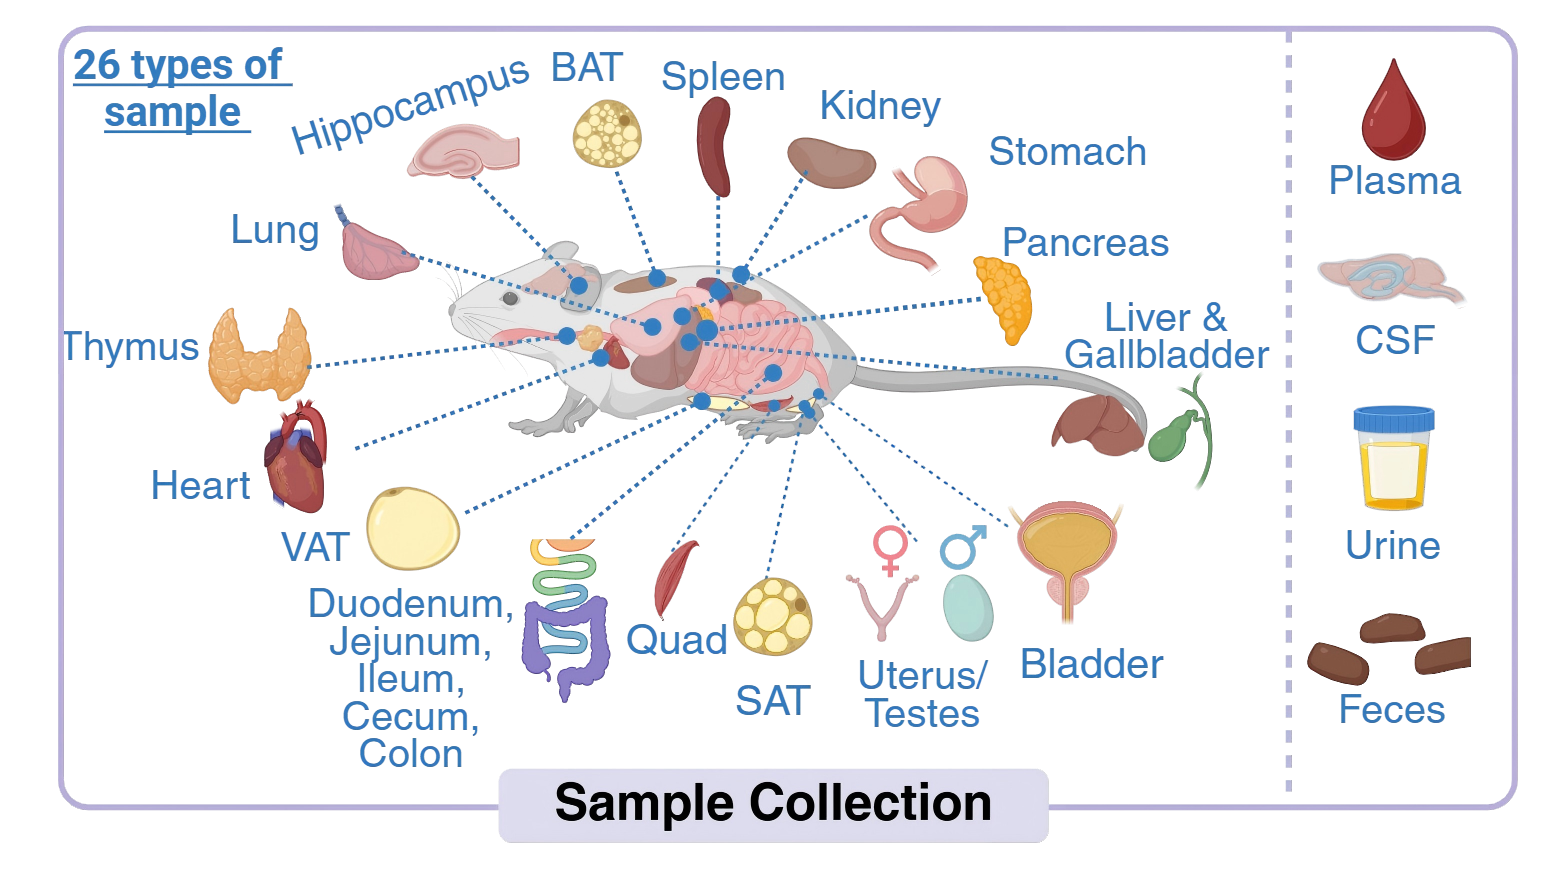 26 types of
sample
Hippocampus
BAT
Spleen
Kidney
Stomach
Pancreas
Liver &
Gallbladder
Lung
Thymus
Heart
VAT
Duodenum,
Jejunum,
Ileum,
Cecum,
Colon
Quad
SAT
Uterus/
Testes
Bladder
Plasma
CSF
Urine
Feces
Sample Collection